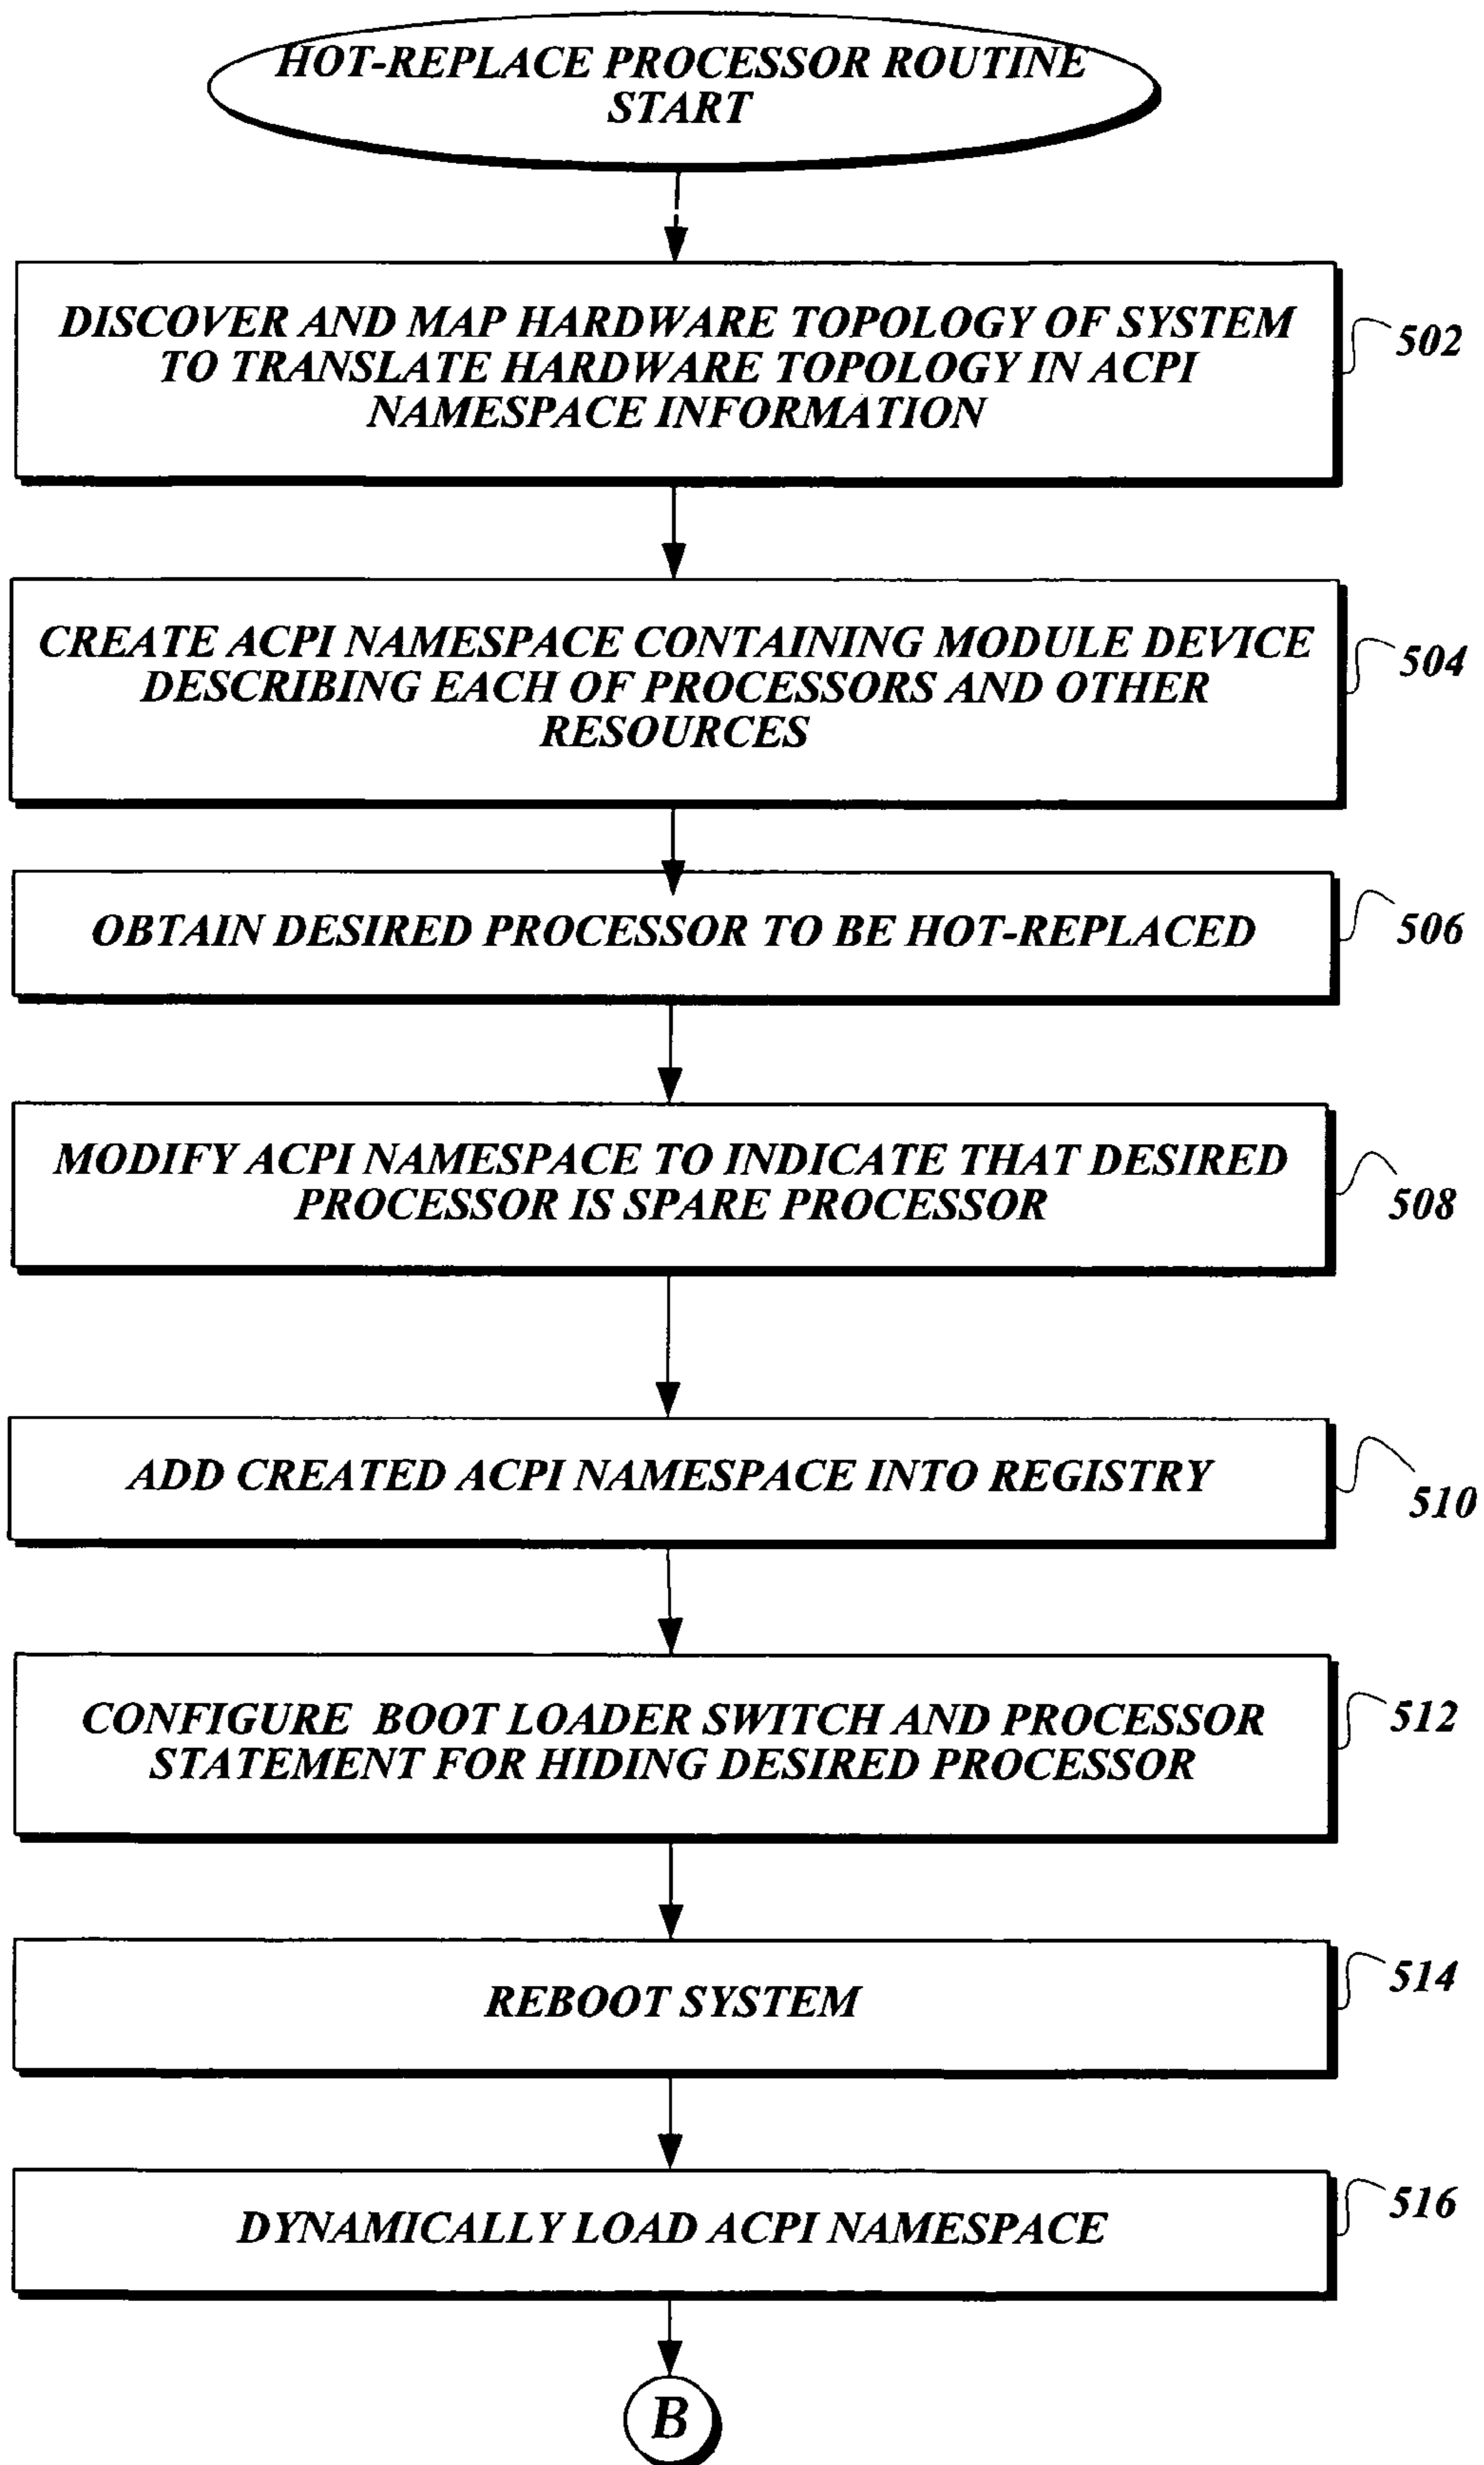 HOT-REPLACE PROCESSOR ROUTINE
START
DISCOVER AND MAP HARDWARE TOPOLOGY OF SYSTEM
TO TRANSLATE HARDWARE TOPOLOGY IN ACPI
NAMESPACE INFORMATION
502
CREATE ACPI NAMESPACE CONTAINING MODULE DEVICE
DESCRIBING EACH OF PROCESSORS AND OTHER
RESOURCES
504
OBTAIN DESIRED PROCESSOR TO BE HOT-REPLACED
506
MODIFY ACPI NAMESPACE TO INDICATE THAT DESIRED
PROCESSOR IS SPARE PROCESSOR
508
ADD CREATED ACPI NAMESPACE INTO REGISTRY
510
CONFIGURE BOOT LOADER SWITCH AND PROCESSOR
STATEMENT FOR HIDING DESIRED PROCESSOR
512
REBOOT SYSTEM
514
DYNAMICALLY LOAD ACPI NAMESPACE
516
B